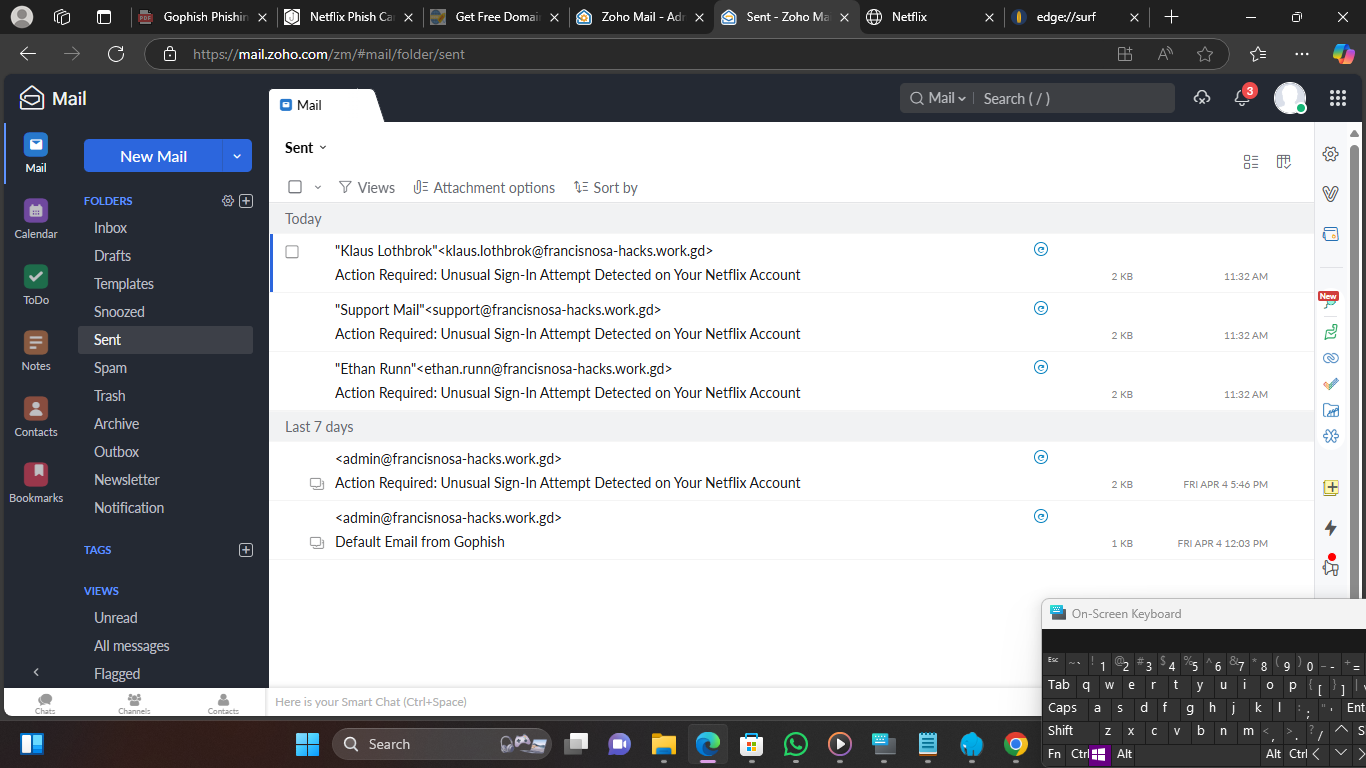 Gophish Phishin
Netflix Phish Ca
Get Free Domai
Zoho Mail - Adm
Sent - Zoho Ma
Netflix
edge://surf
https://mail.zoho.com/zm/#mail/folder/sent
Mail
Mail
Mail
Search ( / )
3
Sent
Mail
New Mail
Views
Attachment options
Sort by
FOLDERS
Today
Calendar
Inbox
"Klaus Lothbrok"<klaus.lothbrok@francisnosa-hacks.work.gd>
Drafts
Action Required: Unusual Sign-In Attempt Detected on Your Netflix Account
2 KB
11:32 AM
Templates
ToDo
New
Snoozed
"Support Mail"<support@francisnosa-hacks.work.gd>
Sent
Action Required: Unusual Sign-In Attempt Detected on Your Netflix Account
2 KB
11:32 AM
Notes
Spam
"Ethan Runn"<ethan.runn@francisnosa-hacks.work.gd>
Trash
Action Required: Unusual Sign-In Attempt Detected on Your Netflix Account
2 KB
11:32 AM
Archive
Last 7 days
Contacts
Outbox
<admin@francisnosa-hacks.work.gd>
Newsletter
Action Required: Unusual Sign-In Attempt Detected on Your Netflix Account
2 KB
FRI APR 4 5:46 PM
Bookmarks
Notification
<admin@francisnosa-hacks.work.gd>
TAGS
Default Email from Gophish
1 KB
FRI APR 4 12:03 PM
VIEWS
Unread
All messages
Flagged
Chats
Channels
Contacts
Here is your Smart Chat (Ctrl+Space)
On-Screen Keyboard
Esc ~ ` ! 1 @ 2 # 3 $ 4 % 5 ^ 6 & 7 * 8 ( 9 ) 0 _ - + =
Tab q w e r t y u i o p { [ } ] | \
Caps a s d f g h j k l : ; " ' Ent
Shift z x c v b n m < , > . ? / S
Fn Ctrl Alt Alt Ctrl
Search